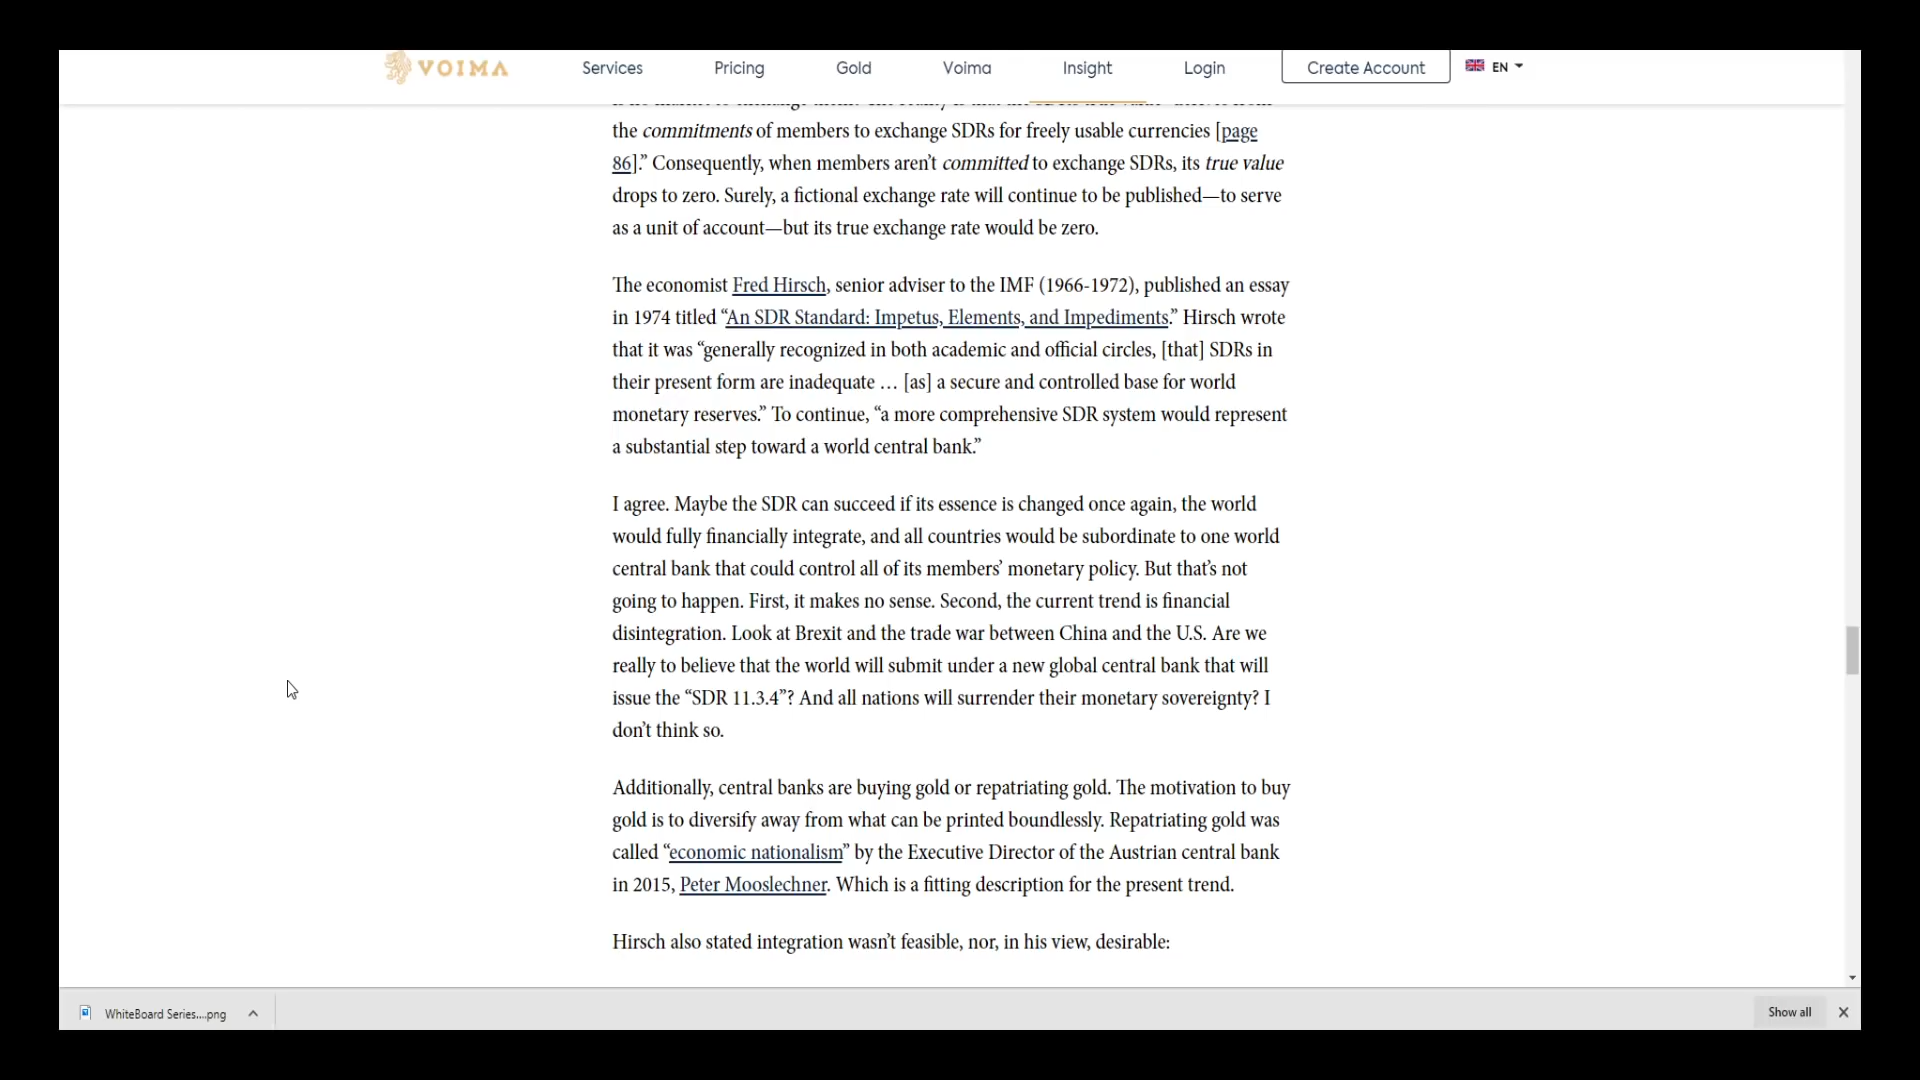 VOIMA
Services
Pricing
Gold
Voima
Insight
Login
Create Account
EN
the commitments of members to exchange SDRs for freely usable currencies [page
86].” Consequently, when members aren’t committed to exchange SDRs, its true value
drops to zero. Surely, a fictional exchange rate will continue to be published—to serve
as a unit of account—but its true exchange rate would be zero.
The economist Fred Hirsch, senior adviser to the IMF (1966-1972), published an essay
in 1974 titled “An SDR Standard: Impetus, Elements, and Impediments.” Hirsch wrote
that it was “generally recognized in both academic and official circles, [that] SDRs in
their present form are inadequate … [as] a secure and controlled base for world
monetary reserves.” To continue, “a more comprehensive SDR system would represent
a substantial step toward a world central bank.”
I agree. Maybe the SDR can succeed if its essence is changed once again, the world
would fully financially integrate, and all countries would be subordinate to one world
central bank that could control all of its members’ monetary policy. But that’s not
going to happen. First, it makes no sense. Second, the current trend is financial
disintegration. Look at Brexit and the trade war between China and the U.S. Are we
really to believe that the world will submit under a new global central bank that will
issue the “SDR 11.3.4”? And all nations will surrender their monetary sovereignty? I
don’t think so.
Additionally, central banks are buying gold or repatriating gold. The motivation to buy
gold is to diversify away from what can be printed boundlessly. Repatriating gold was
called “economic nationalism” by the Executive Director of the Austrian central bank
in 2015, Peter Mooslechner. Which is a fitting description for the present trend.
Hirsch also stated integration wasn’t feasible, nor, in his view, desirable:
WhiteBoard Series....png
Show all